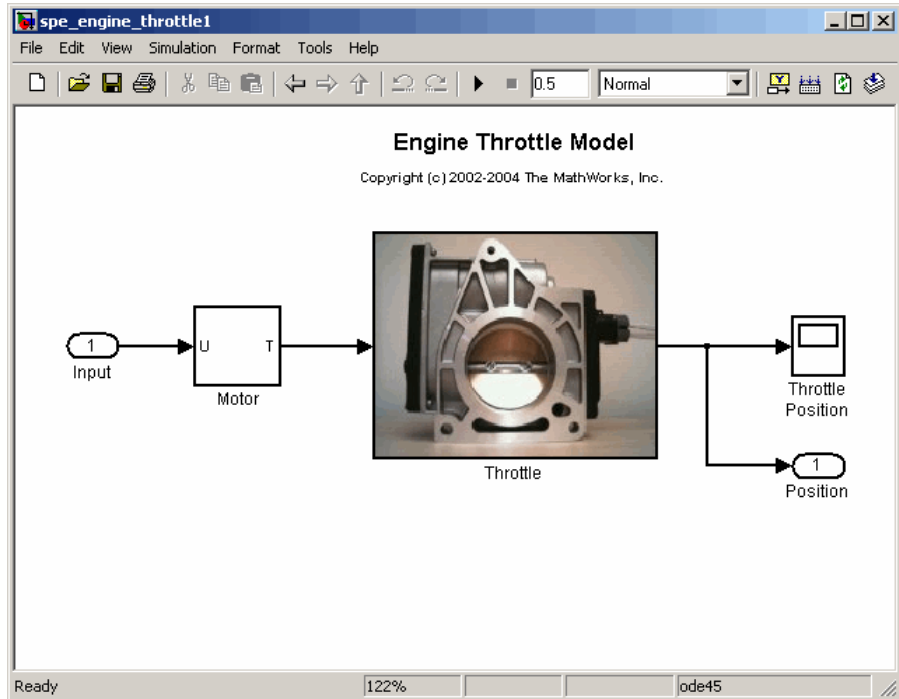 spe_engine_throttle1
File Edit View Simulation Format Tools Help
0.5 Normal
Engine Throttle Model
Copyright (c) 2002-2004 The MathWorks, Inc.
1
Input
U T
Motor
Throttle
Throttle
Position
1
Position
Ready 122% ode45